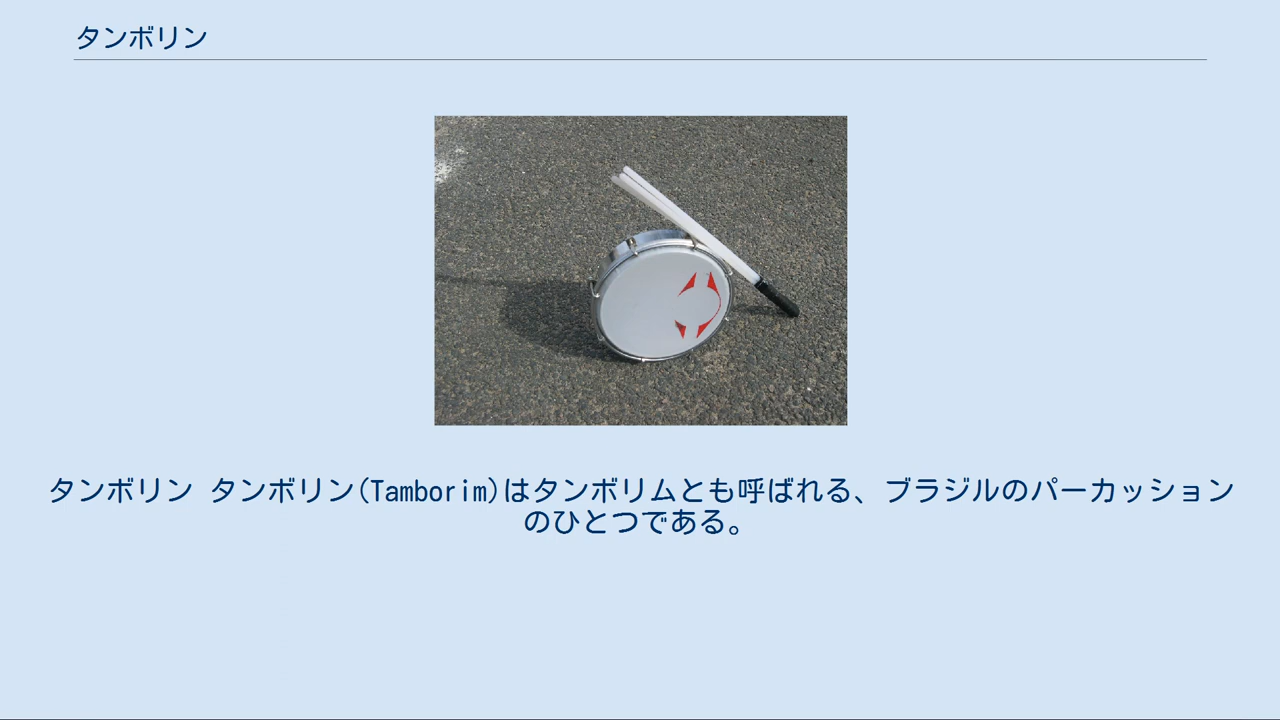 タンボリン
タンボリン タンボリン(Tamborim)はタンボリムとも呼ばれる、ブラジルのパーカッション
のひとつである。